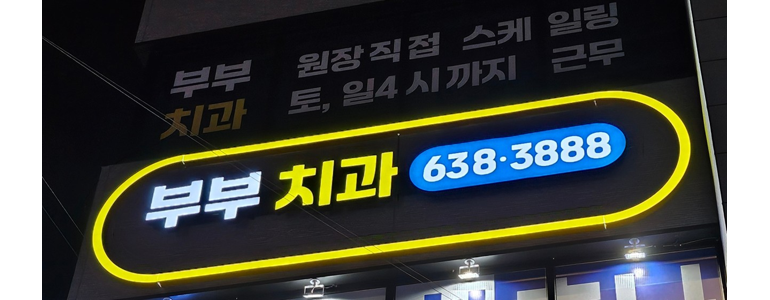 부부 치과
원장직접 스케일링
토, 일4시까지 근무
부부 치과 638·3888